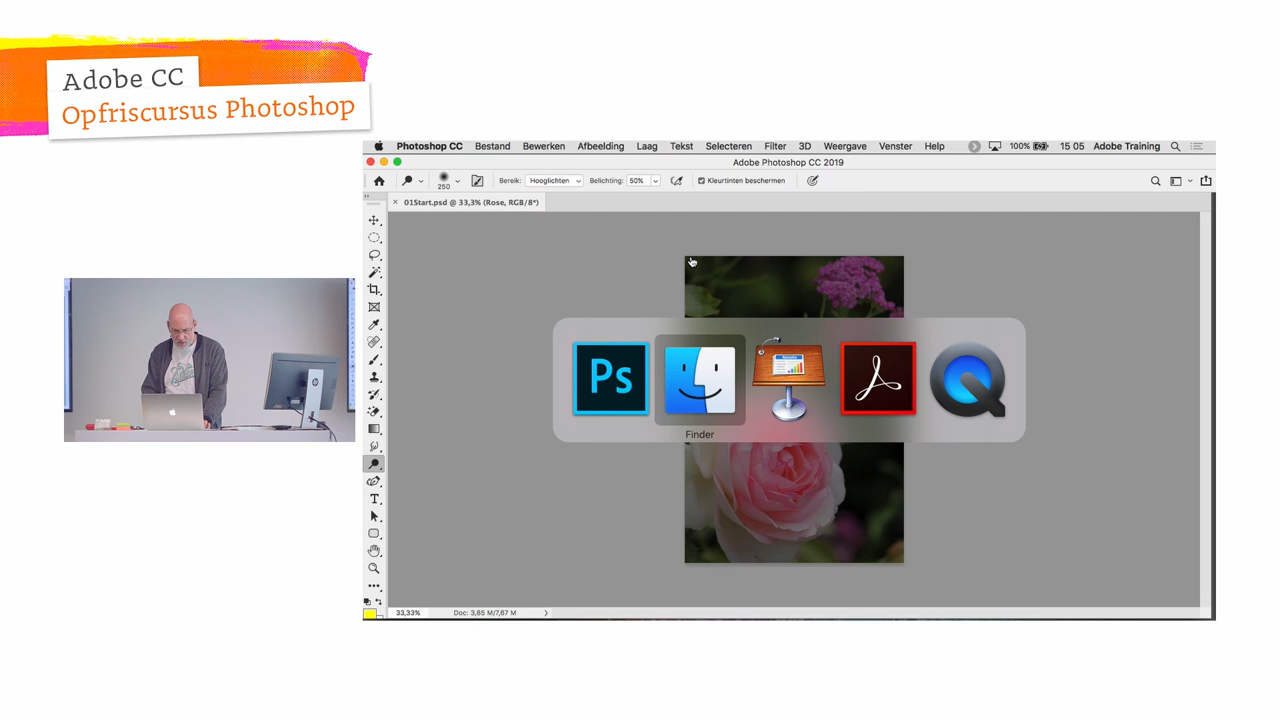 Adobe CC
Opfriscursus Photoshop
Photoshop CC Bestand Bewerken Afbeelding Laag Tekst Selecteren Filter 3D Weergave Venster Help 100% 15 05 Adobe Training
Adobe Photoshop CC 2019
250 Bereik: Hooglichten Belichting: 50% Kleurtinten beschermen
× 01Start.psd @ 33,3% (Rose, RGB/8*)
Ps
Finder
T
33,33% Doc: 3,85 M/7,67 M